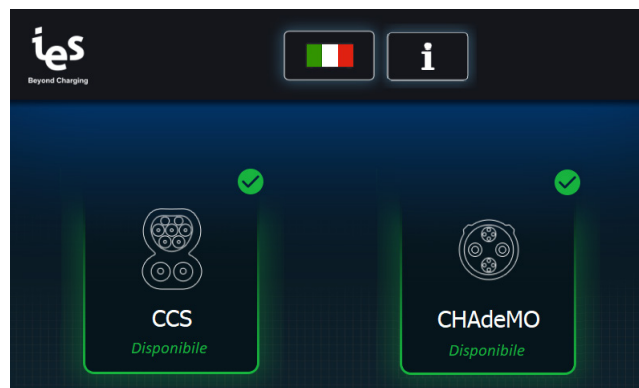 ies
Beyond Charging
i
CCS
Disponibile
CHAdeMO
Disponibile